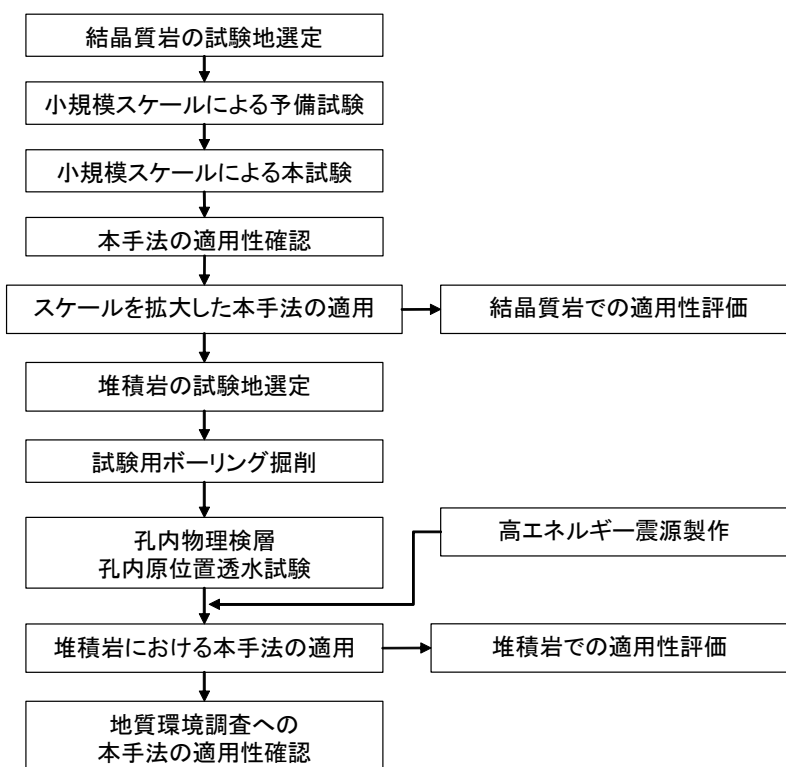 結晶質岩の試験地選定
小規模スケールによる予備試験
小規模スケールによる本試験
本手法の適用性確認
スケールを拡大した本手法の適用
結晶質岩での適用性評価
堆積岩の試験地選定
試験用ボーリング掘削
孔内物理検層
孔内原位置透水試験
高エネルギー震源製作
堆積岩における本手法の適用
堆積岩での適用性評価
地質環境調査への
本手法の適用性確認